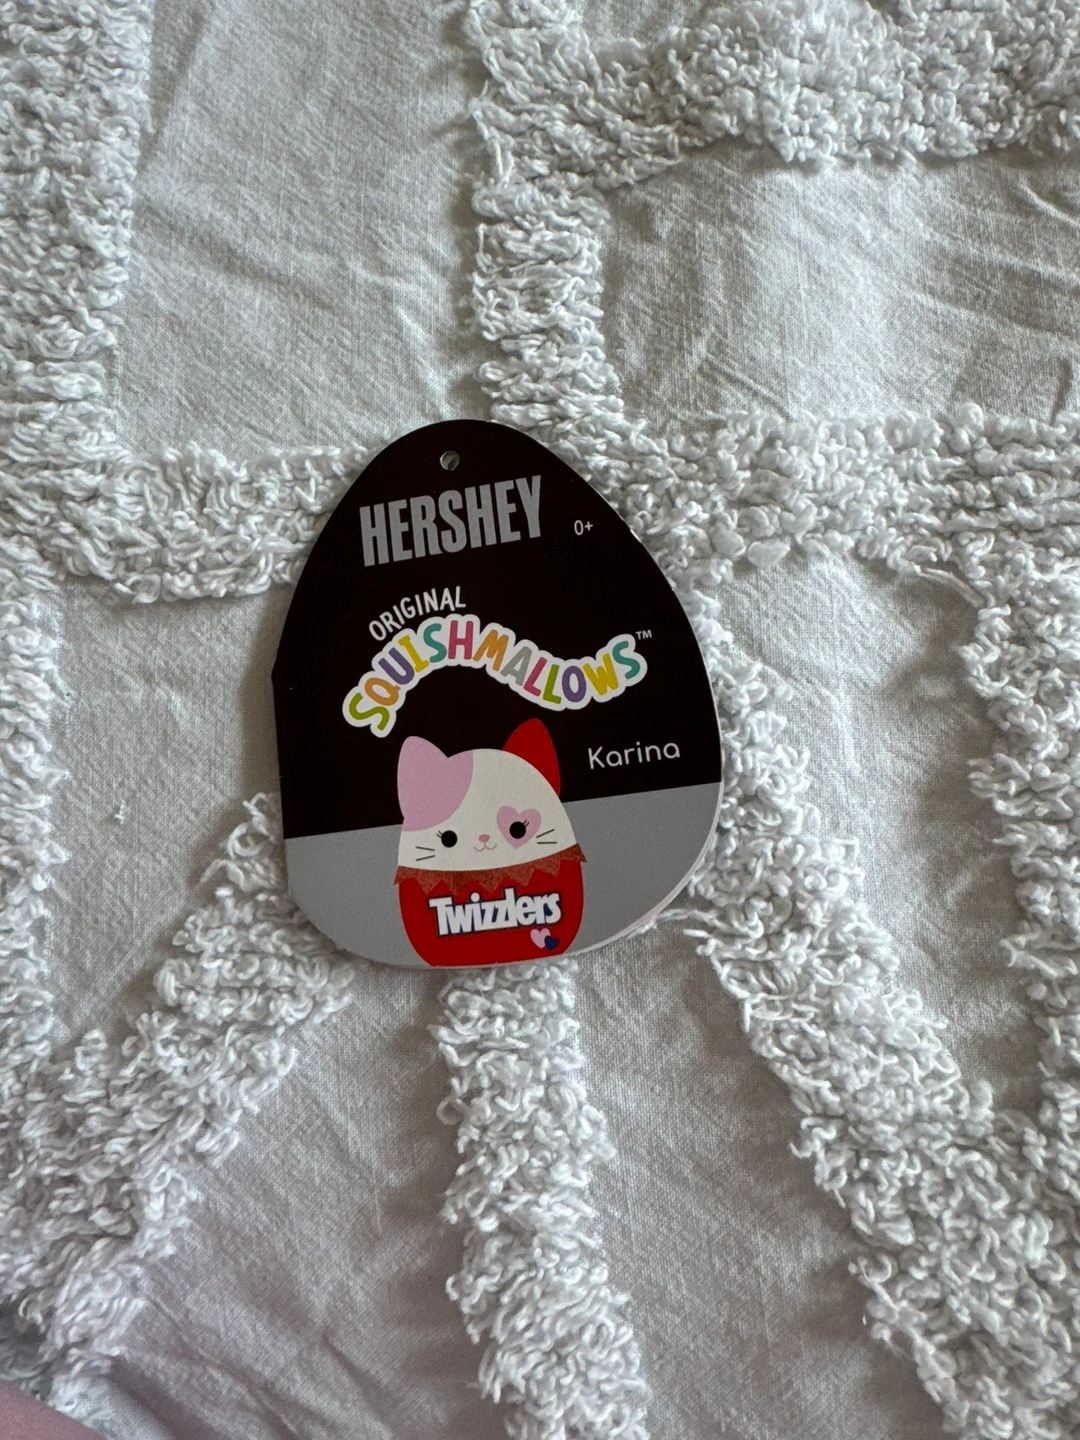 HERSHEY
0+
ORIGINAL
SQUISHMALLOWS™
Karina
Twizzlers